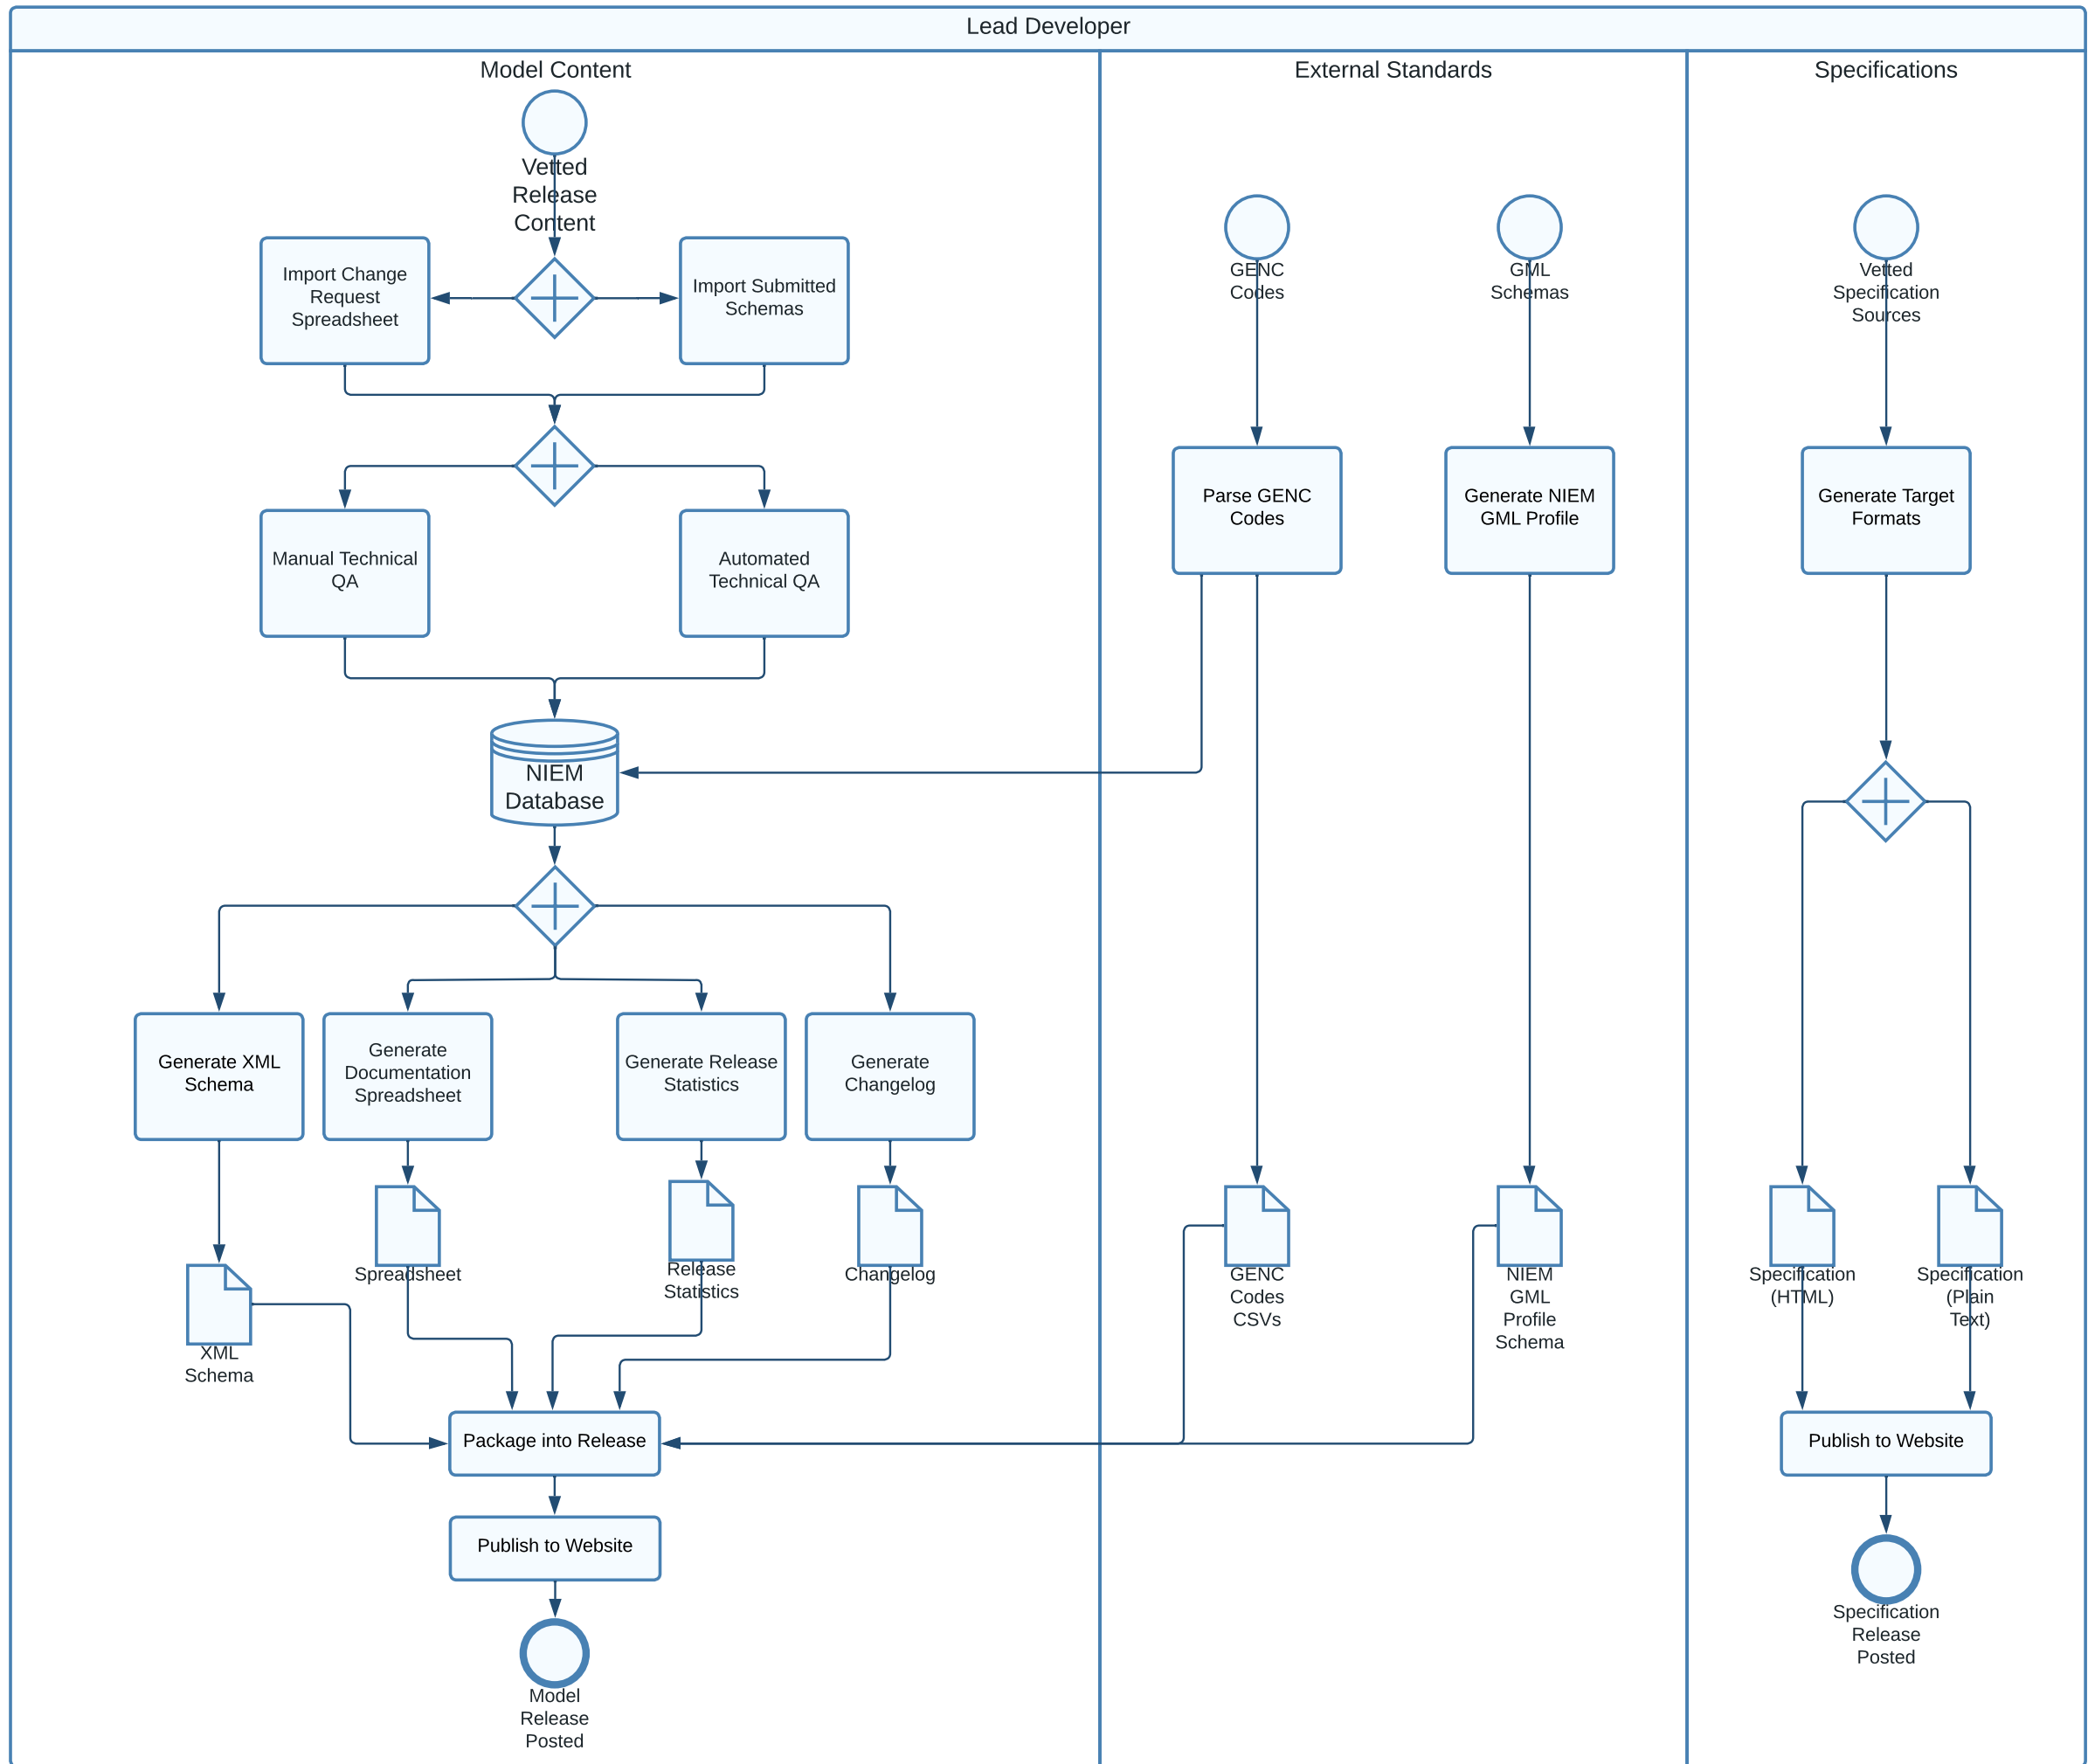 Lead Developer
Model Content
External Standards
Specifications
Vetted
Release
Content
Import Change
Request
Spreadsheet
Import Submitted
Schemas
GENC
Codes
GML
Schemas
Vetted
Specification
Sources
Manual Technical
QA
Automated
Technical QA
Parse GENC
Codes
Generate NIEM
GML Profile
Generate Target
Formats
NIEM
Database
Generate XML
Schema
Generate
Documentation
Spreadsheet
Generate Release
Statistics
Generate
Changelog
XML
Schema
Spreadsheet
Release
Statistics
Changelog
GENC
Codes
CSVs
NIEM
GML
Profile
Schema
Specification
(HTML)
Specification
(Plain
Text)
Package into Release
Publish to Website
Publish to Website
Model
Release
Posted
Specification
Release
Posted